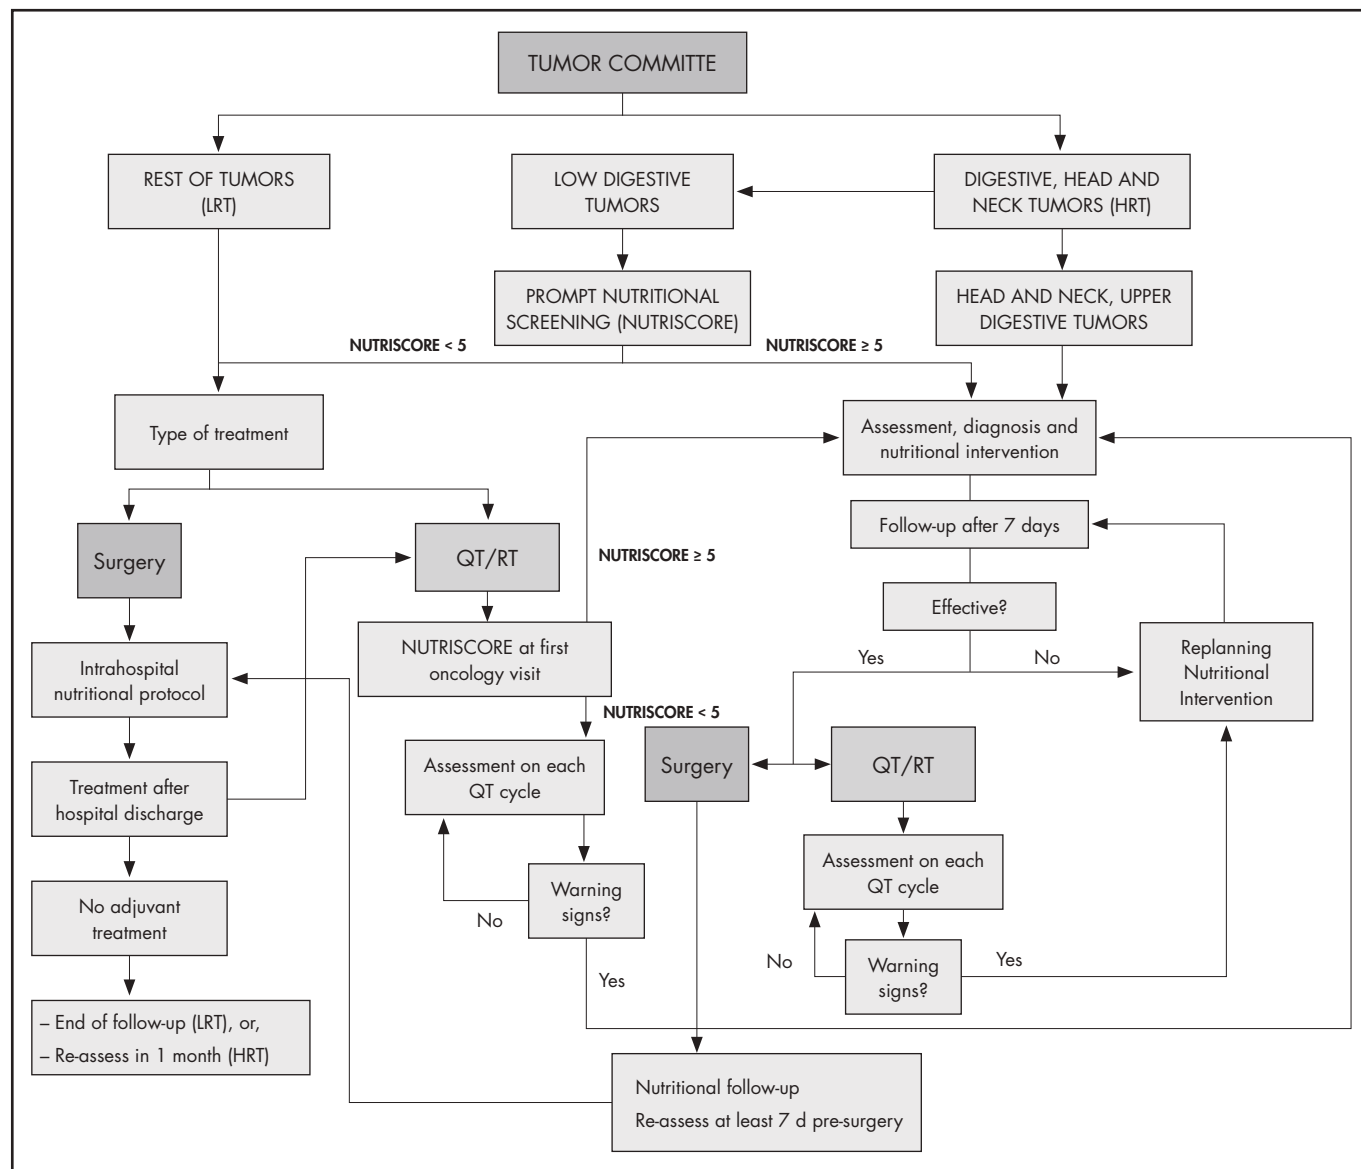 TUMOR COMMITTE
REST OF TUMORS
(LRT)
LOW DIGESTIVE
TUMORS
DIGESTIVE, HEAD AND
NECK TUMORS (HRT)
PROMPT NUTRITIONAL
SCREENING (NUTRISCORE)
HEAD AND NECK, UPPER
DIGESTIVE TUMORS
NUTRISCORE < 5
NUTRISCORE ≥ 5
Type of treatment
Assessment, diagnosis and
nutritional intervention
Surgery
QT/RT
NUTRISCORE ≥ 5
Follow-up after 7 days
Effective?
Intrahospital
nutritional protocol
NUTRISCORE at first
oncology visit
Yes
No
Replanning
Nutritional
Intervention
NUTRISCORE < 5
Treatment after
hospital discharge
Assessment on each
QT cycle
Surgery
QT/RT
No adjuvant
treatment
Warning
signs?
No
Yes
Assessment on each
QT cycle
Warning
signs?
No
Yes
– End of follow-up (LRT), or,
– Re-assess in 1 month (HRT)
Nutritional follow-up
Re-assess at least 7 d pre-surgery